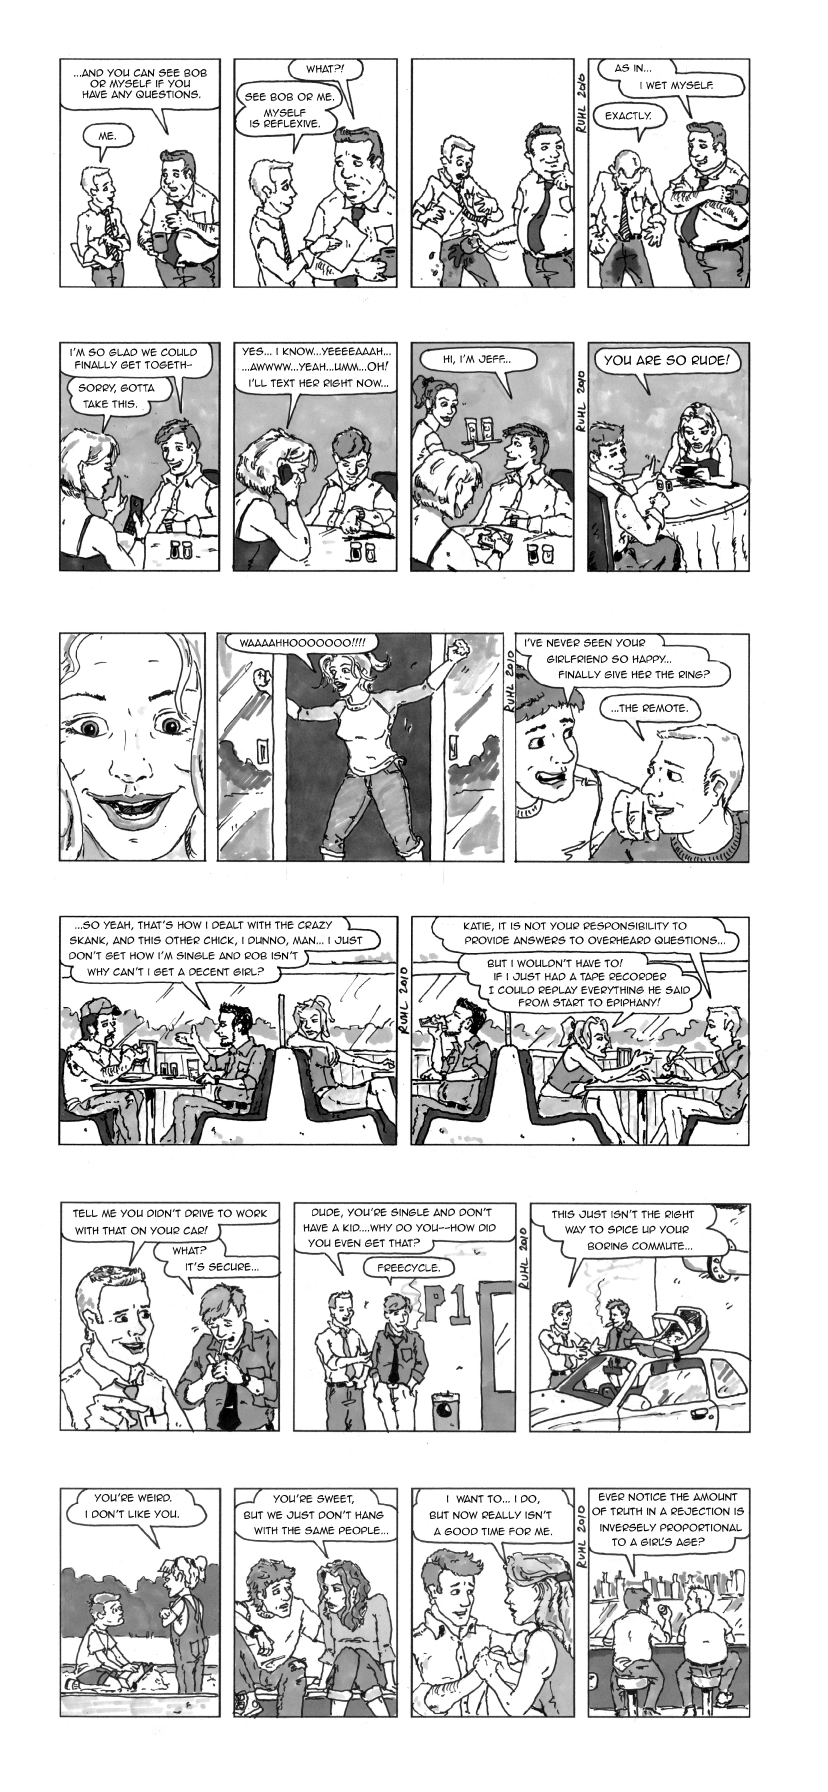 ...AND YOU CAN SEE BOB
OR MYSELF IF YOU
HAVE ANY QUESTIONS.
ME.
WHAT?!
SEE BOB OR ME.
MYSELF
IS REFLEXIVE.
RUHL 2010
AS IN...
I WET MYSELF.
EXACTLY.
I'M SO GLAD WE COULD
FINALLY GET TOGETH-
SORRY, GOTTA
TAKE THIS.
YES... I KNOW...YEEEEAAAH...
...AWWWW...YEAH...UMM...OH!
I'LL TEXT HER RIGHT NOW...
HI, I'M JEFF...
RUHL 2010
YOU ARE SO RUDE!
WAAAAHHOOOOOOO!!!!
RUHL 2010
I'VE NEVER SEEN YOUR
GIRLFRIEND SO HAPPY...
FINALLY GIVE HER THE RING?
...THE REMOTE.
...SO YEAH, THAT'S HOW I DEALT WITH THE CRAZY
SKANK, AND THIS OTHER CHICK, I DUNNO, MAN... I JUST
DON'T GET HOW I'M SINGLE AND ROB ISN'T
WHY CAN'T I GET A DECENT GIRL?
RUHL 2010
KATIE, IT IS NOT YOUR RESPONSIBILITY TO
PROVIDE ANSWERS TO OVERHEARD QUESTIONS...
BUT I WOULDN'T HAVE TO!
IF I JUST HAD A TAPE RECORDER
I COULD REPLAY EVERYTHING HE SAID
FROM START TO EPIPHANY!
TELL ME YOU DIDN'T DRIVE TO WORK
WITH THAT ON YOUR CAR!
WHAT?
IT'S SECURE...
DUDE, YOU'RE SINGLE AND DON'T
HAVE A KID....WHY DO YOU--HOW DID
YOU EVEN GET THAT?
FREECYCLE.
P1
RUHL 2010
THIS JUST ISN'T THE RIGHT
WAY TO SPICE UP YOUR
BORING COMMUTE...
YOU'RE WEIRD.
I DON'T LIKE YOU.
YOU'RE SWEET,
BUT WE JUST DON'T HANG
WITH THE SAME PEOPLE...
I WANT TO... I DO,
BUT NOW REALLY ISN'T
A GOOD TIME FOR ME.
RUHL 2010
EVER NOTICE THE AMOUNT
OF TRUTH IN A REJECTION IS
INVERSELY PROPORTIONAL
TO A GIRL'S AGE?